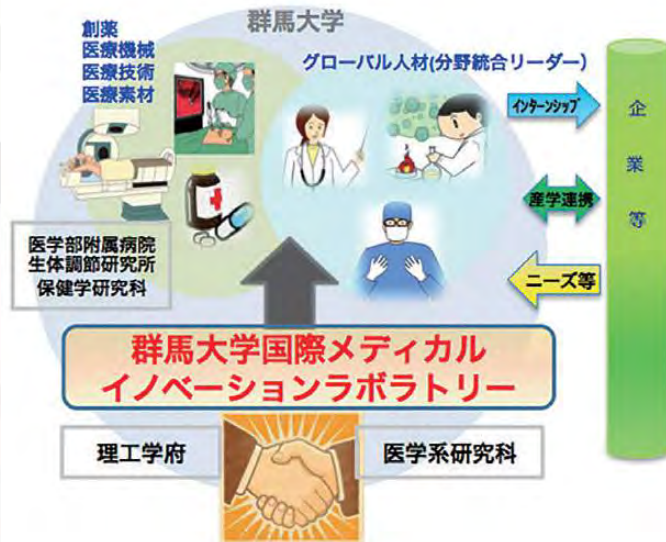 群馬大学
創薬
医療機械
医療技術
医療素材
グローバル人材(分野統合リーダー)
インターンシップ
産学連携
ニーズ等
企業等
医学部附属病院
生体調節研究所
保健学研究科
群馬大学国際メディカル
イノベーションラボラトリー
理工学府
医学系研究科